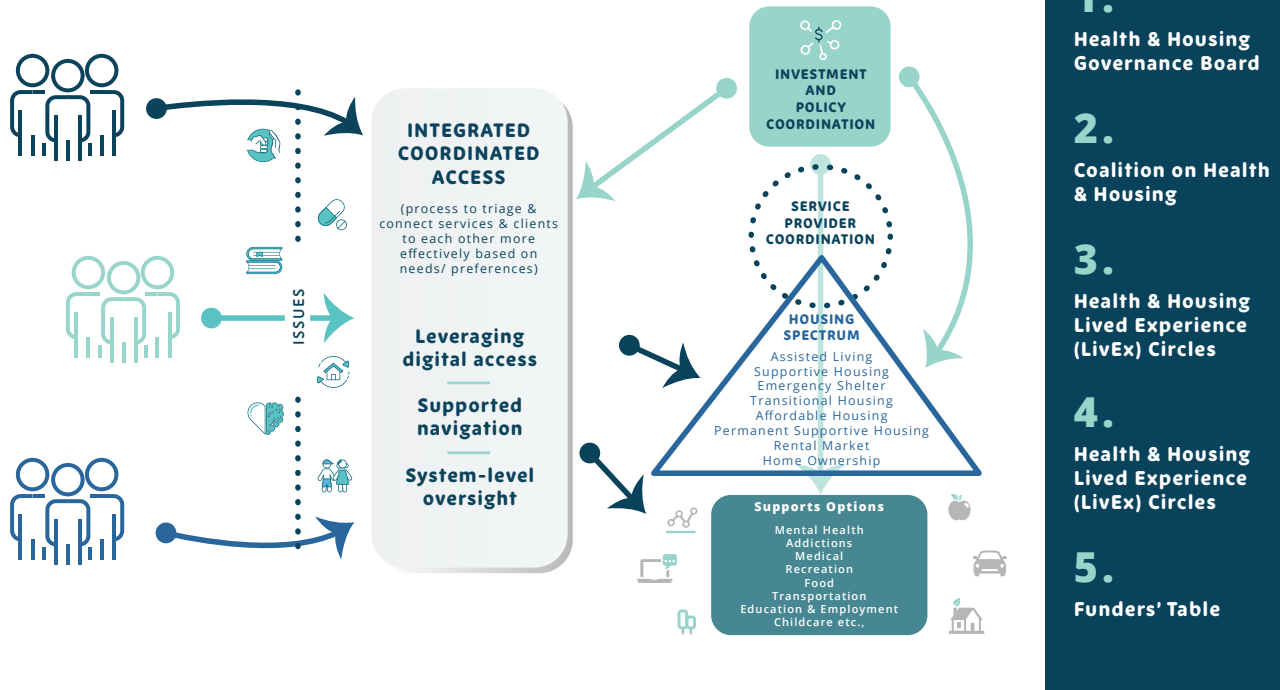 ISSUES
INTEGRATED
COORDINATED
ACCESS
(process to triage &
connect services & clients
to each other more
effectively based on
needs/ preferences)
Leveraging
digital access
Supported
navigation
System-level
oversight
$
INVESTMENT
AND
POLICY
COORDINATION
SERVICE
PROVIDER
COORDINATION
HOUSING
SPECTRUM
Assisted Living
Supportive Housing
Emergency Shelter
Transitional Housing
Affordable Housing
Permanent Supportive Housing
Rental Market
Home Ownership
Supports Options
Mental Health
Addictions
Medical
Recreation
Food
Transportation
Education & Employment
Childcare etc.,
1.
Health & Housing
Governance Board
2.
Coalition on Health
& Housing
3.
Health & Housing
Lived Experience
(LivEx) Circles
4.
Health & Housing
Lived Experience
(LivEx) Circles
5.
Funders' Table